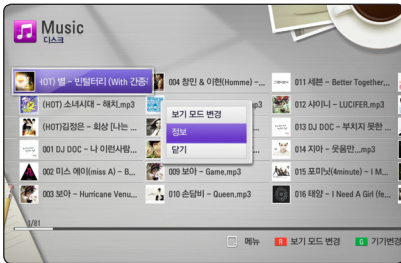 Music
디스크
HOT) 별 – 빈털터리 (With 간종
(HOT) 소녀시대 – 해치.mp3
(HOT)김정은 – 회상 [나는 ...
001 DJ DOC – 나 이런사람...
002 미스 에이(miss A) – B...
003 보아 – Hurricane Venu...
004 창민 & 이현(Homme) –...
mp3
009 보아 – Game.mp3
010 손담비 – Queen.mp3
보기 모드 변경
정보
닫기
011 세븐 – Better Together...
012 샤이니 – LUCIFER.mp3
013 DJ DOC – 부치지 못한 ...
014 지아 – 웃음만...mp3
015 포미닛(4minute) – I M...
016 태양 – I Need A Girl (fe...
1/81
메뉴
R 보기 모드 변경
G 기기변경